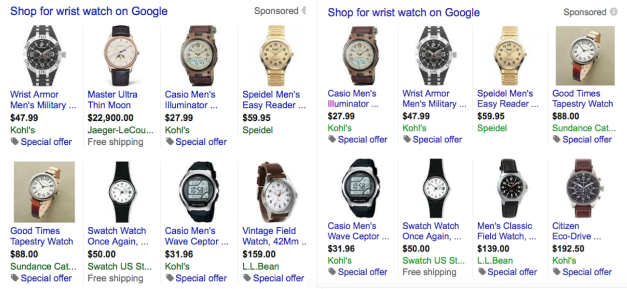 Shop for wrist watch on Google
Sponsored
Wrist Armor
Men's Military ...
$47.99
Kohl's
Special offer
Master Ultra
Thin Moon
$22,900.00
Jaeger-LeCou...
Free shipping
Casio Men's
Illuminator ...
$27.99
Kohl's
Special offer
Speidel Men's
Easy Reader ...
$59.95
Speidel
Good Times
Tapestry Watch
$88.00
Sundance Cat...
Special offer
Swatch Watch
Once Again, ...
$50.00
Swatch US St...
Free shipping
Casio Men's
Wave Ceptor ...
$31.96
Kohl's
Special offer
Vintage Field
Watch, 42Mm ..
$159.00
L.L.Bean
Special offer
Shop for wrist watch on Google
Sponsored
Casio Men's
Illuminator ...
$27.99
Kohl's
Special offer
Wrist Armor
Men's Military ...
$47.99
Kohl's
Special offer
Speidel Men's
Easy Reader ...
$59.95
Speidel
Good Times
Tapestry Watch
$88.00
Sundance Cat...
Special offer
Casio Men's
Wave Ceptor ...
$31.96
Kohl's
Special offer
Swatch Watch
Once Again, ...
$50.00
Swatch US St...
Free shipping
Men's Classic
Field Watch, ...
$139.00
L.L.Bean
Special offer
Citizen
Eco-Drive ...
$192.50
Kohl's
Special offer